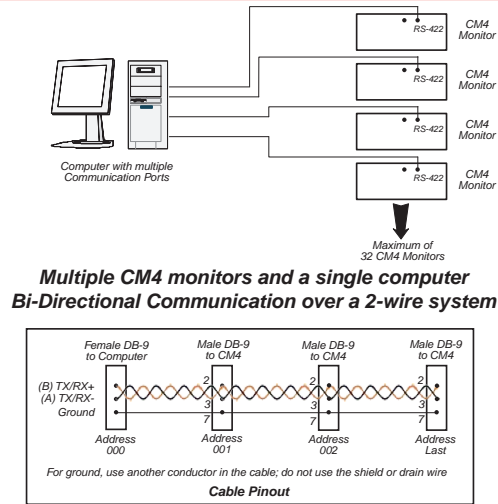 CM4
Monitor
RS-422
CM4
Monitor
RS-422
CM4
Monitor
RS-422
CM4
Monitor
RS-422
Computer with multiple
Communication Ports
Maximum of
32 CM4 Monitors
Multiple CM4 monitors and a single computer
Bi-Directional Communication over a 2-wire system
Female DB-9
to Computer
Male DB-9
to CM4
Male DB-9
to CM4
Male DB-9
to CM4
(B) TX/RX+
(A) TX/RX-
Ground
2
3
7
2
3
7
2
3
7
Address
000
Address
001
Address
002
Address
Last
For ground, use another conductor in the cable; do not use the shield or drain wire
Cable Pinout